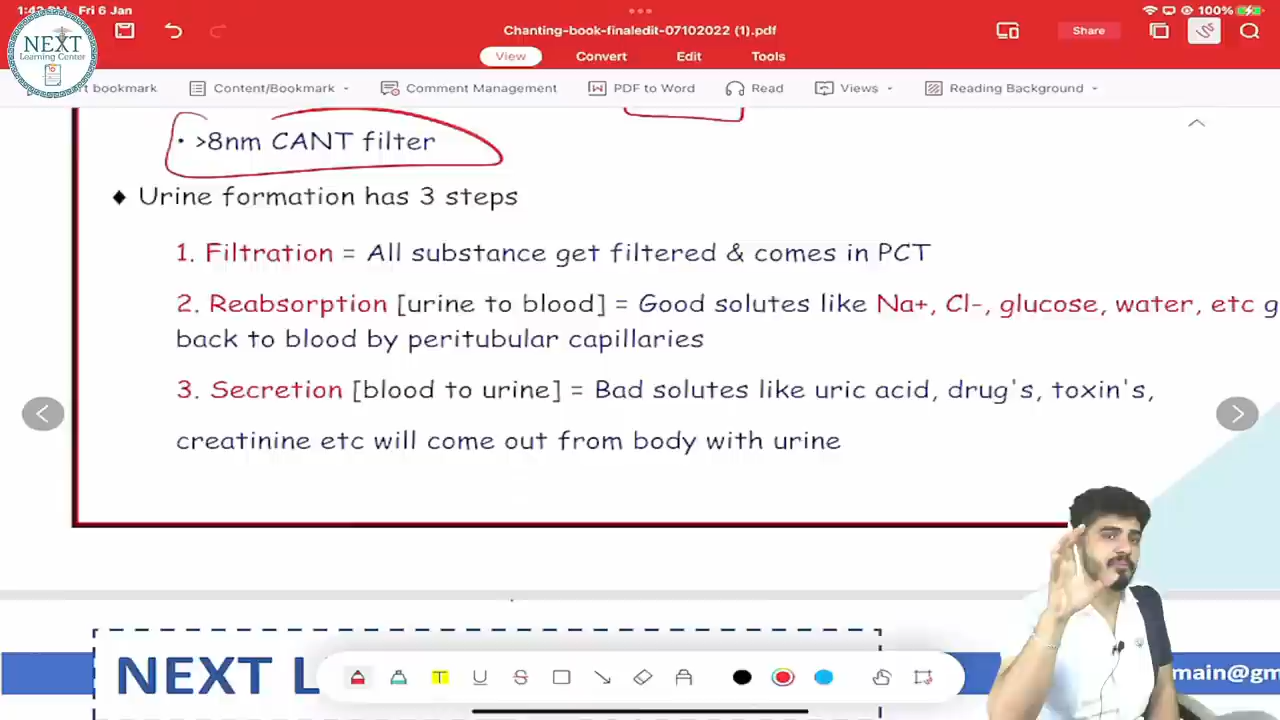 1:42 PM Fri 6 Jan
100%
NEXT
Learning Center
Chanting-book-finaledit-07102022 (1).pdf
Share
View
Convert
Edit
Tools
bookmark
Content/Bookmark
Comment Management
PDF to Word
Read
Views
Reading Background
• >8nm CANT filter
♦ Urine formation has 3 steps
1. Filtration = All substance get filtered & comes in PCT
2. Reabsorption [urine to blood] = Good solutes like Na+, Cl-, glucose, water, etc g
back to blood by peritubular capillaries
3. Secretion [blood to urine] = Bad solutes like uric acid, drug's, toxin's,
creatinine etc will come out from body with urine
NEXT L
T
U
S
main@gm